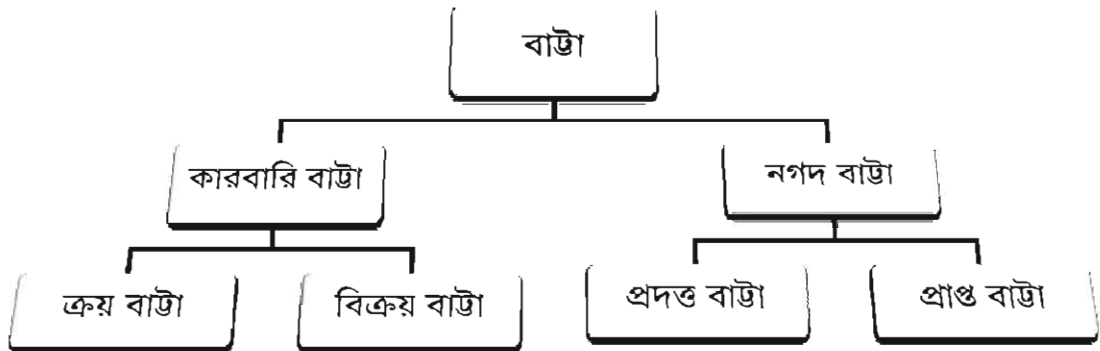 বাট্টা
কারবারি বাট্টা
নগদ বাট্টা
ক্রয় বাট্টা
বিক্রয় বাট্টা
প্রদত্ত বাট্টা
প্রাপ্ত বাট্টা